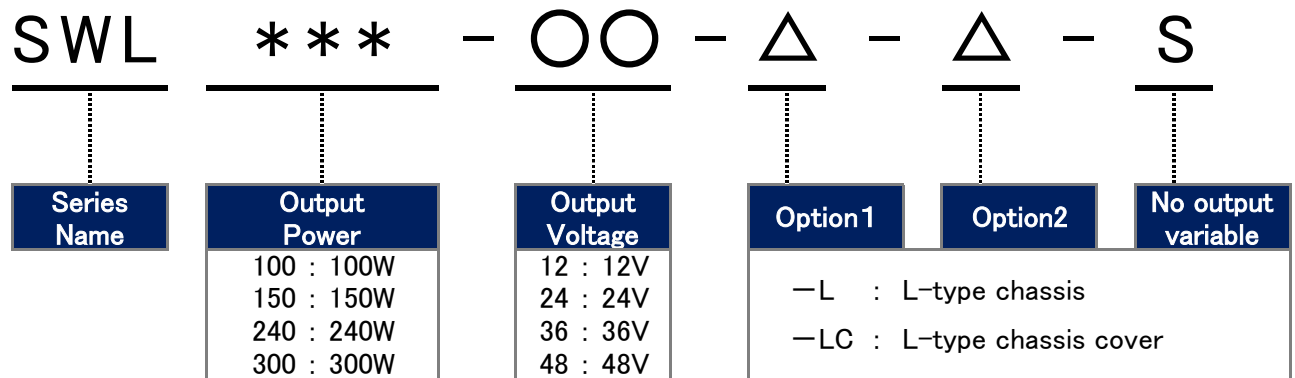 SWL *** - ○○ - △ - △ - S
Series Name
Output Power
Output Voltage
Option1
Option2
No output variable
100 : 100W
150 : 150W
240 : 240W
300 : 300W
12 : 12V
24 : 24V
36 : 36V
48 : 48V
－L : L-type chassis
－LC : L-type chassis cover